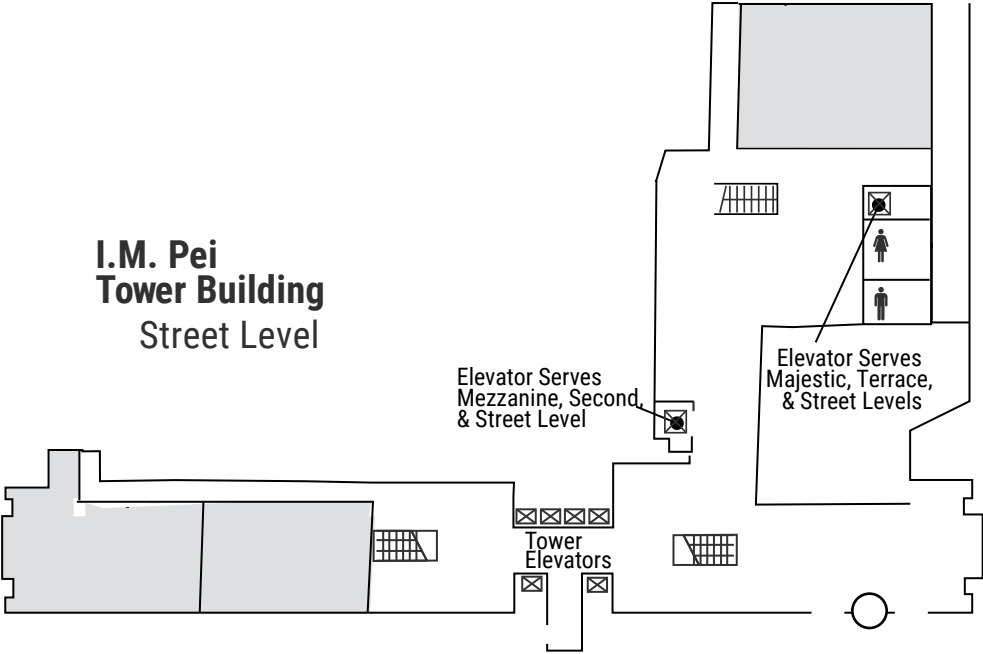 I.M. Pei
Tower Building
Street Level
Elevator Serves
Mezzanine, Second,
& Street Level
Elevator Serves
Majestic, Terrace,
& Street Levels
Tower
Elevators